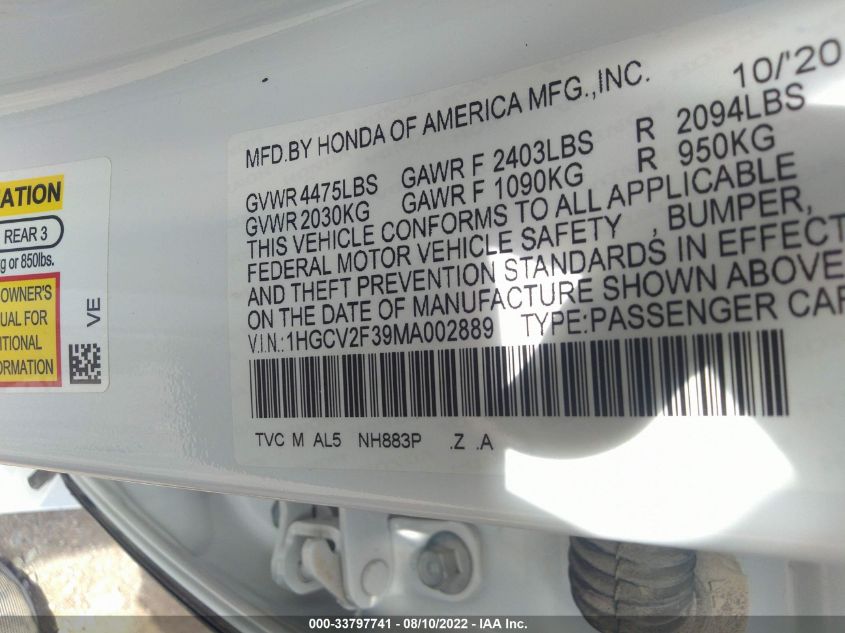 10/'20
MFD.BY HONDA OF AMERICA MFG.,INC.
GVWR 4475LBS GAWR F 2403LBS R 2094LBS
GVWR 2030KG GAWR F 1090KG R 950KG
THIS VEHICLE CONFORMS TO ALL APPLICABLE
FEDERAL MOTOR VEHICLE SAFETY , BUMPER,
AND THEFT PREVENTION STANDARDS IN EFFECT
ON THE DATE OF MANUFACTURE SHOWN ABOVE
V.I.N.:1HGCV2F39MA002889 TYPE:PASSENGER CAR
TVC M AL5 NH883P .Z .A
ATION
REAR 3
kg or 850lbs.
OWNER'S
UAL FOR
ITIONAL
ORMATION
VE
000-33797741 - 08/10/2022 - IAA Inc.